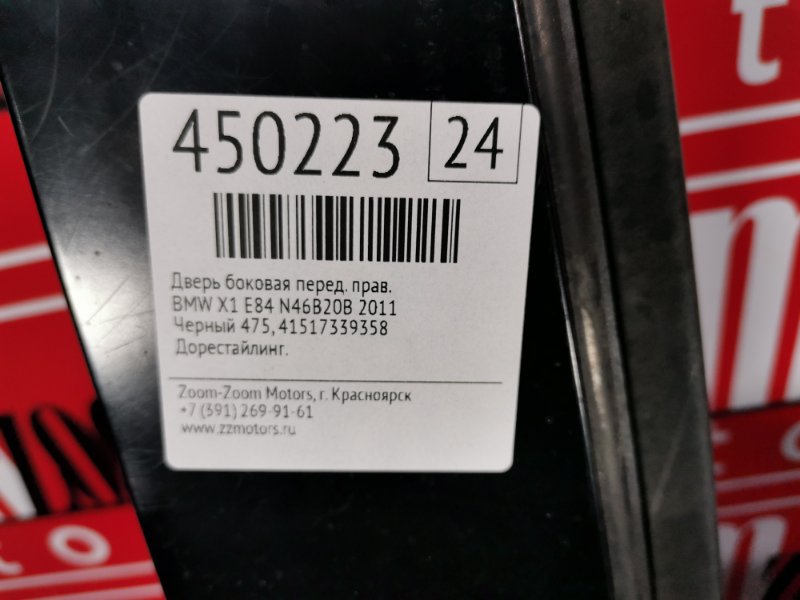 450223 24
Дверь боковая перед. прав.
BMW X1 E84 N46B20B 2011
Черный 475, 41517339358
Дорестайлинг.
Zoom-Zoom Motors, г. Красноярск
+7 (391) 269-91-61
www.zzmotors.ru